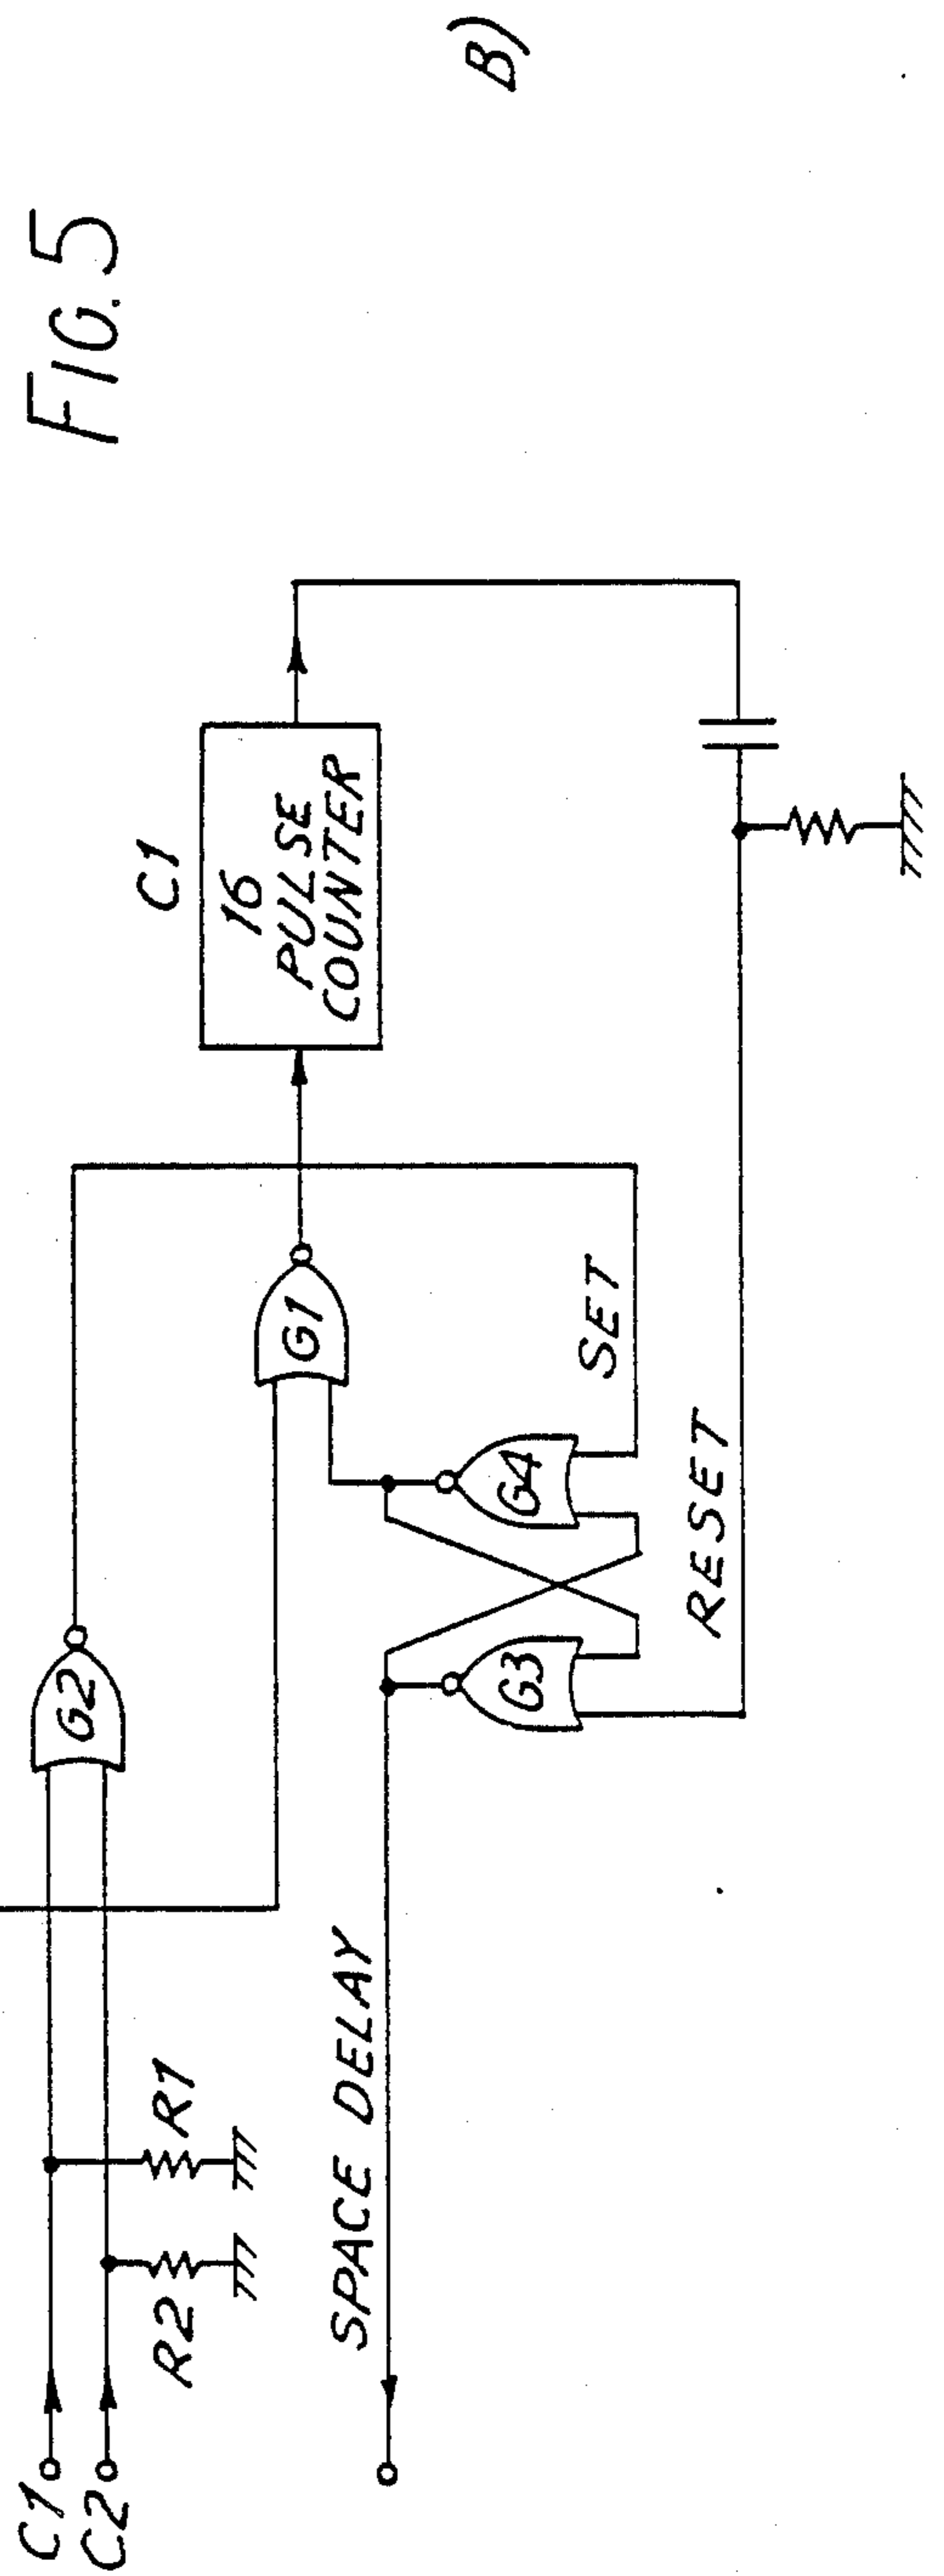 FIG. 5
B)
C1
C2
R1
R2
G2
G1
C1
16
PULSE
COUNTER
SPACE DELAY
G3
G4
SET
RESET